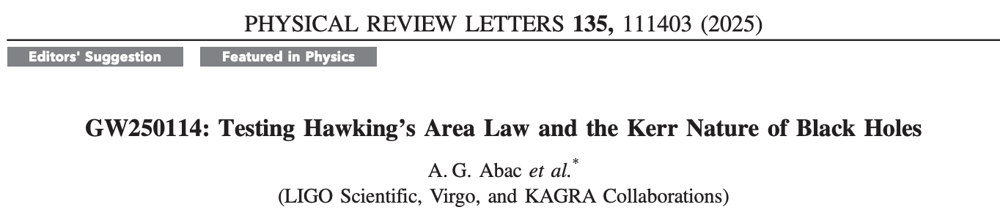 PHYSICAL REVIEW LETTERS 135, 111403 (2025)
Editors' Suggestion Featured in Physics
GW250114: Testing Hawking’s Area Law and the Kerr Nature of Black Holes
A. G. Abac et al.*
(LIGO Scientific, Virgo, and KAGRA Collaborations)